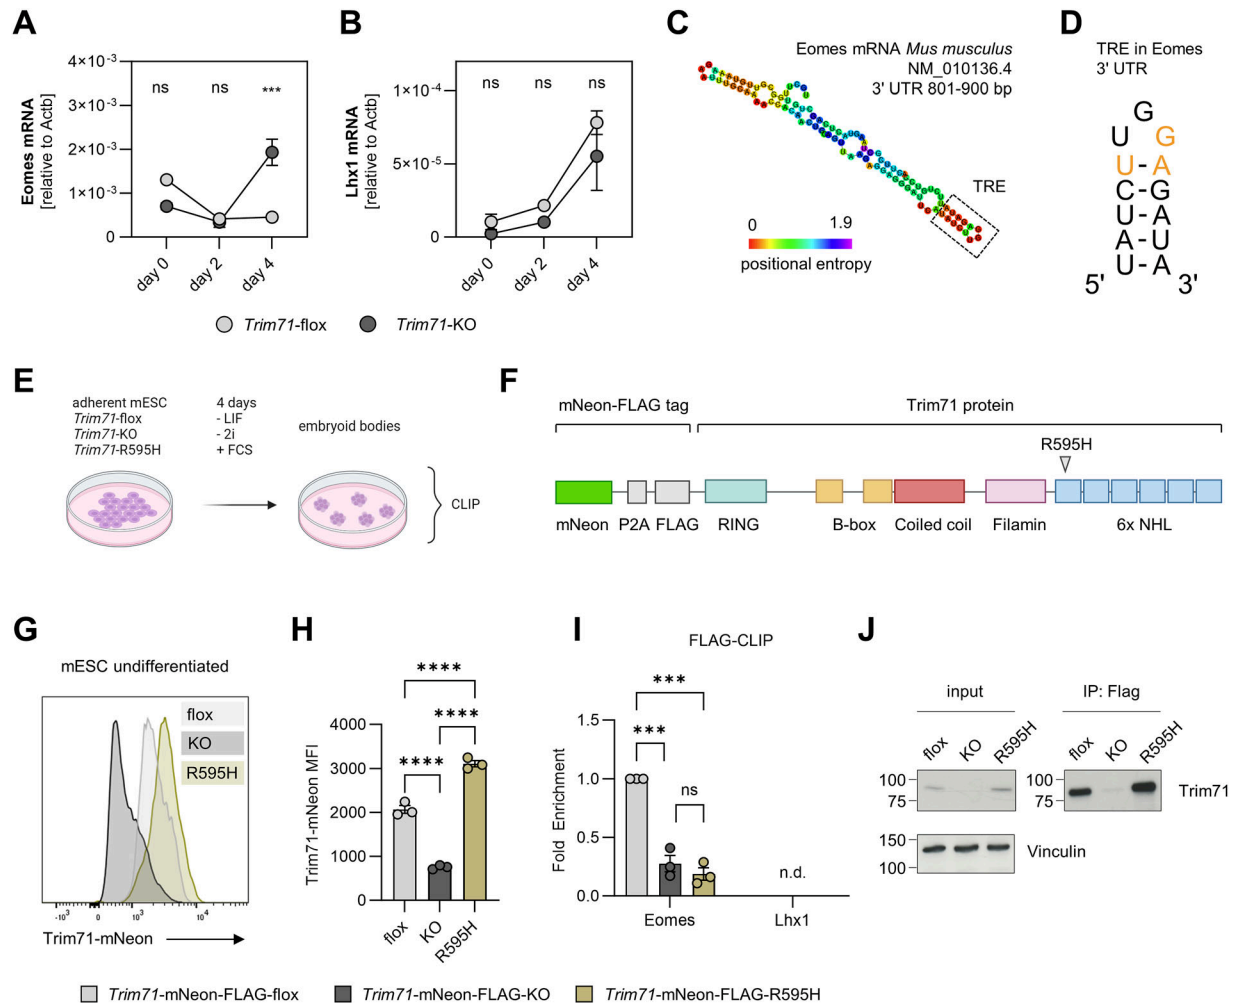 A
Eomes mRNA
[relative to Actb]
4×10⁻³
3×10⁻³
2×10⁻³
1×10⁻³
0
ns
ns
***
day 0
day 2
day 4
B
Lhx1 mRNA
[relative to Actb]
1×10⁻⁴
5×10⁻⁵
0
ns
ns
ns
day 0
day 2
day 4
Trim71-flox
Trim71-KO
C
Eomes mRNA Mus musculus
NM_010136.4
3' UTR 801-900 bp
TRE
0
1.9
positional entropy
D
TRE in Eomes
3' UTR
G
U G
U - A
C - G
U - A
A - U
U - A
5' 3'
E
adherent mESC
Trim71-flox
Trim71-KO
Trim71-R595H
4 days
- LIF
- 2i
+ FCS
embryoid bodies
CLIP
F
mNeon-FLAG tag
Trim71 protein
R595H
mNeon
P2A
FLAG
RING
B-box
Coiled coil
Filamin
6x NHL
G
mESC undifferentiated
flox
KO
R595H
-10³
0
10³
10⁴
Trim71-mNeon
H
Trim71-mNeon MFI
4000
3000
2000
1000
0
****
****
****
flox
KO
R595H
I
FLAG-CLIP
Fold Enrichment
1.5
1.0
0.5
0.0
***
***
ns
n.d.
Eomes
Lhx1
J
input
IP: Flag
flox
KO
R595H
flox
KO
R595H
100
75
100
75
Trim71
150
100
Vinculin
Trim71-mNeon-FLAG-flox
Trim71-mNeon-FLAG-KO
Trim71-mNeon-FLAG-R595H